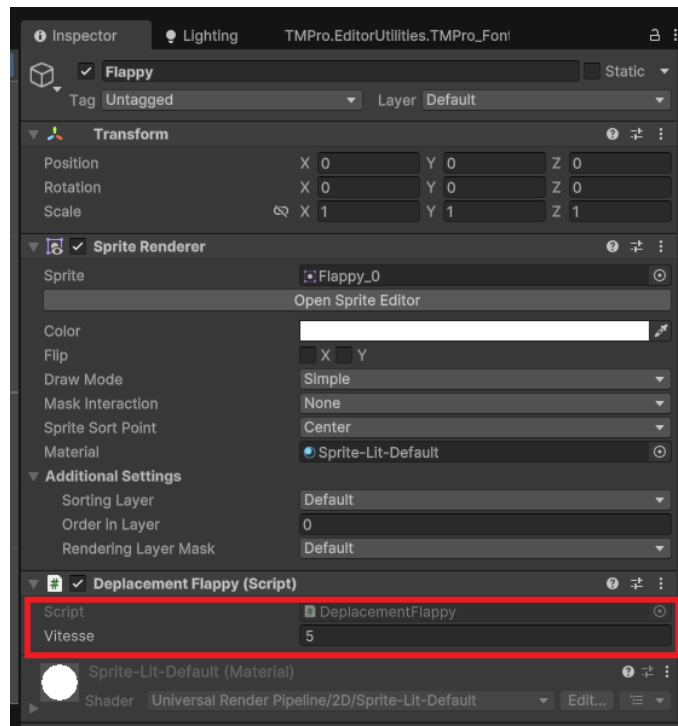 Inspector Lighting TMPro.EditorUtilities.TMPro_Font
Flappy Static
Tag Untagged Layer Default
Transform
Position X 0 Y 0 Z 0
Rotation X 0 Y 0 Z 0
Scale X 1 Y 1 Z 1
Sprite Renderer
Sprite Flappy_0
Open Sprite Editor
Color
Flip X Y
Draw Mode Simple
Mask Interaction None
Sprite Sort Point Center
Material Sprite-Lit-Default
Additional Settings
Sorting Layer Default
Order in Layer 0
Rendering Layer Mask Default
# Deplacement Flappy (Script)
Script DeplacementFlappy
Vitesse 5
Sprite-Lit-Default (Material)
Shader Universal Render Pipeline/2D/Sprite-Lit-Default Edit...